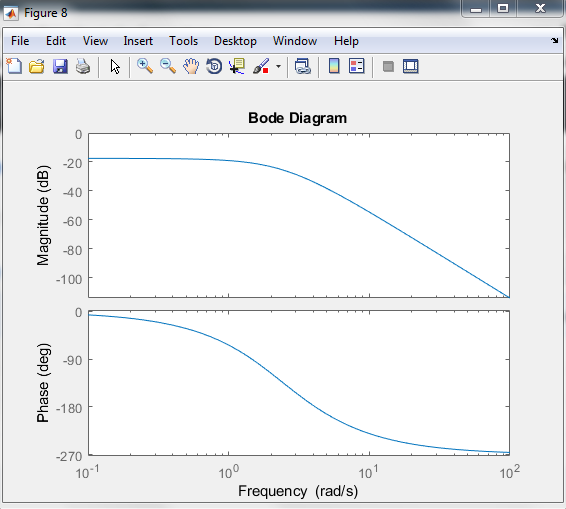 Figure 8
File Edit View Insert Tools Desktop Window Help
Bode Diagram
Magnitude (dB)
0
-20
-40
-60
-80
-100
Phase (deg)
0
-90
-180
-270
10^-1 10^0 10^1 10^2
Frequency (rad/s)